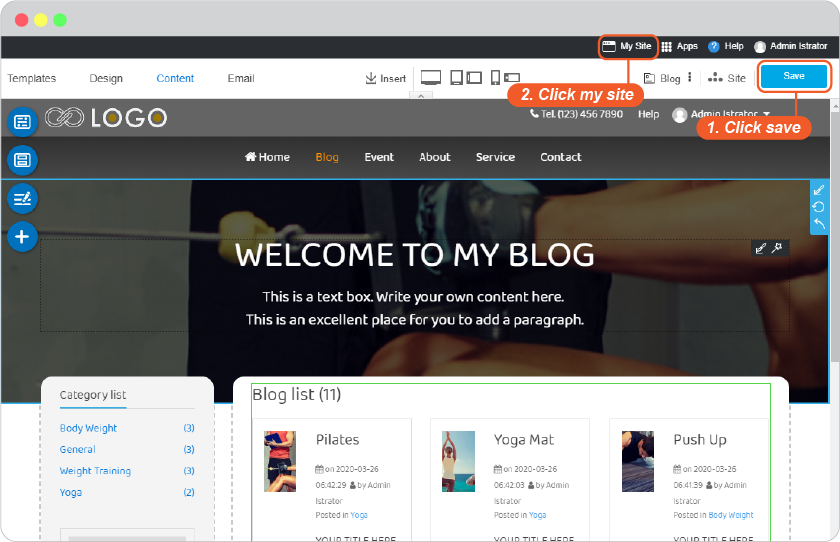 My Site Apps ? Help Admin Istrator
Templates Design Content Email Insert Blog Site Save
2. Click my site
1. Click save
LOGO Tel. (123) 456 7890 Help Admin Istrator
Home Blog Event About Service Contact
WELCOME TO MY BLOG
This is a text box. Write your own content here.
This is an excellent place for you to add a paragraph.
Category list
Body Weight (3)
General (3)
Weight Training (3)
Yoga (2)
Blog list (11)
Pilates
on 2020-03-26
06:42:29 by Admin
Istrator
Posted in Yoga
YOUR TITLE HERE
Yoga Mat
on 2020-03-26
06:42:03 by Admin
Istrator
Posted in Yoga
YOUR TITLE HERE
Push Up
on 2020-03-26
06:41:39 by Admin
Istrator
Posted in Body Weight
YOUR TITLE HERE